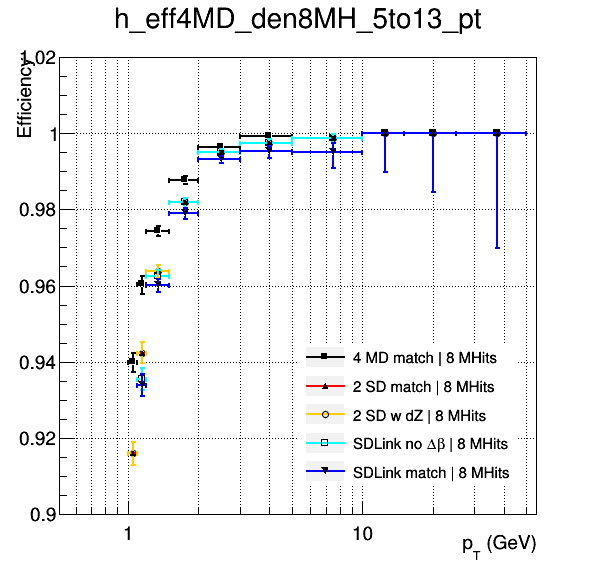 h_eff4MD_den8MH_5to13_pt
Efficiency
1.02
1
0.98
0.96
0.94
0.92
0.9
4 MD match | 8 MHits
2 SD match | 8 MHits
2 SD w dZ | 8 MHits
SDLink no Δβ | 8 MHits
SDLink match | 8 MHits
1
10
p_T (GeV)